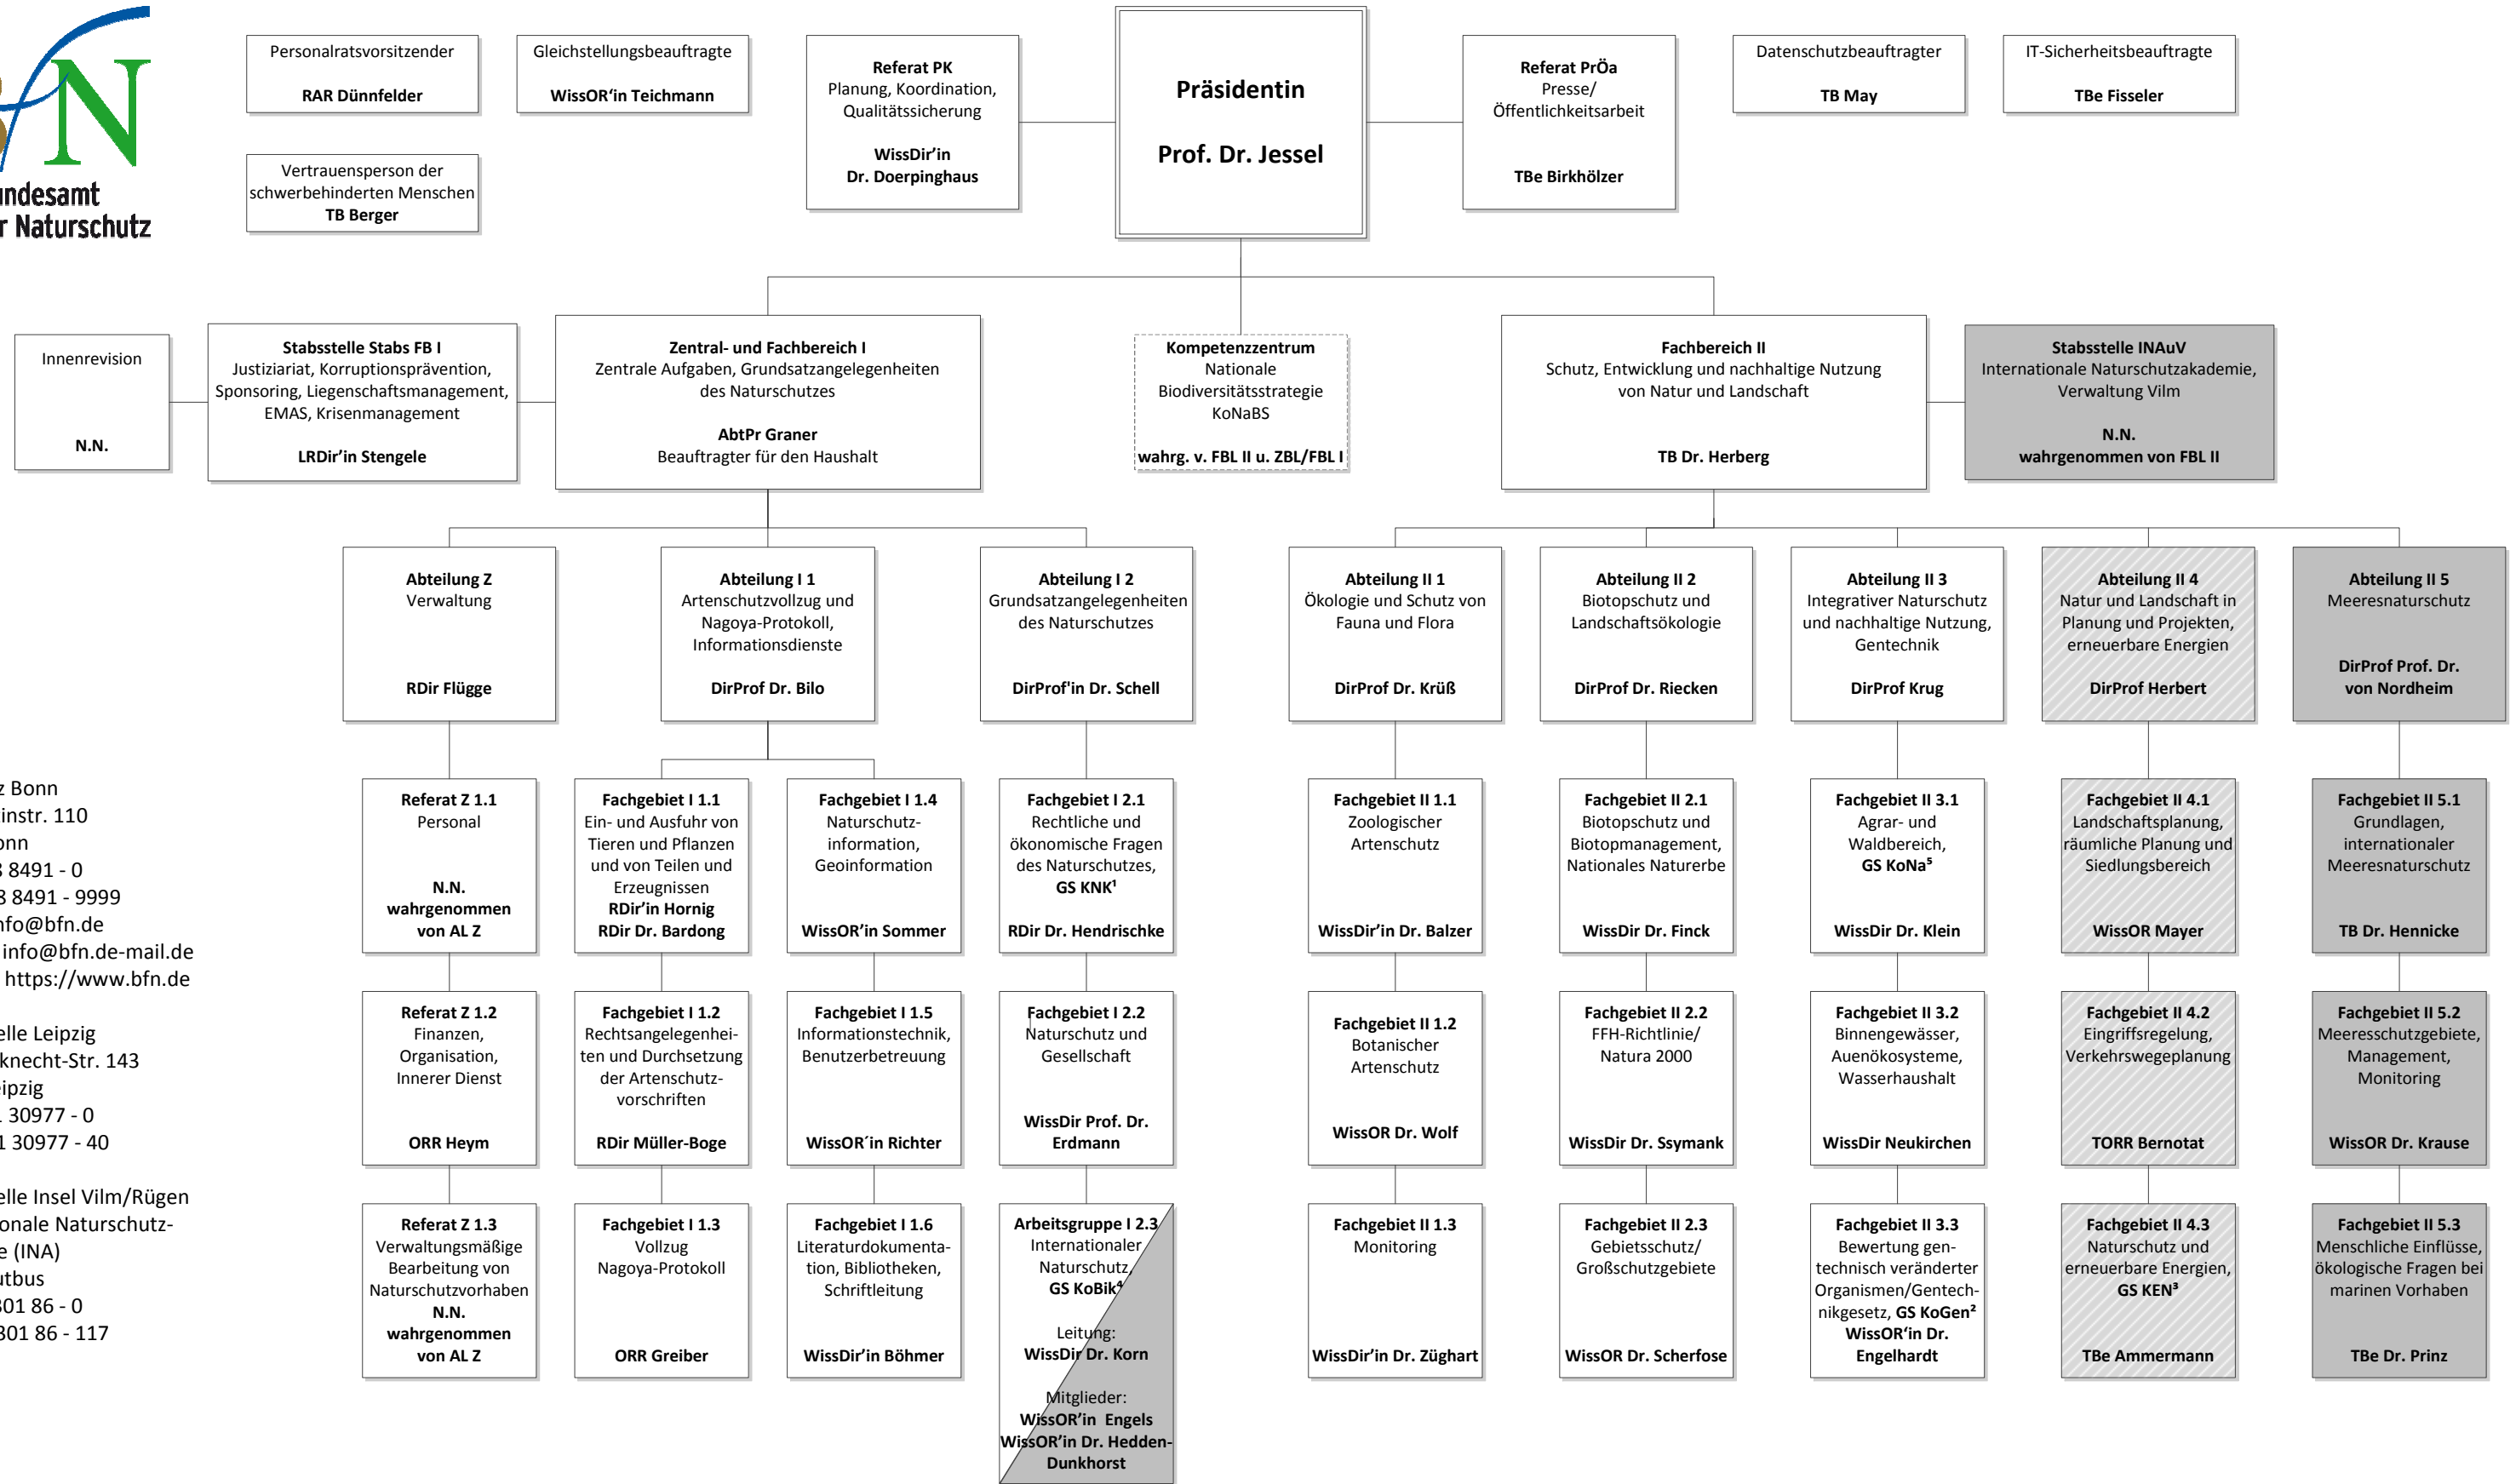 Personalratsvorsitzender
RAR Dünnfelder
Gleichstellungsbeauftragte
WissOR‘in Teichmann
Referat PK
Planung, Koordination,
Qualitätssicherung
WissDir’in
Dr. Doerpinghaus
Präsidentin
Prof. Dr. Jessel
Referat PrÖa
Presse/
Öffentlichkeitsarbeit
TBe Birkhölzer
Datenschutzbeauftragter
TB May
IT-Sicherheitsbeauftragte
TBe Fisseler
N
Naturschutz
Vertrauensperson der
schwerbehinderten Menschen
TB Berger
Innenrevision
N.N.
Stabsstelle Stabs FB I
Justiziariat, Korruptionsprävention,
Sponsoring, Liegenschaftsmanagement,
EMAS, Krisenmanagement
LRDir’in Stengele
Zentral- und Fachbereich I
Zentrale Aufgaben, Grundsatzangelegenheiten
des Naturschutzes
AbtPr Graner
Beauftragter für den Haushalt
Kompetenzzentrum
Nationale
Biodiversitätsstrategie
KoNaBS
wahrg. v. FBL II u. ZBL/FBL I
Fachbereich II
Schutz, Entwicklung und nachhaltige Nutzung
von Natur und Landschaft
TB Dr. Herberg
Stabsstelle INAuV
Internationale Naturschutzakademie,
Verwaltung Vilm
N.N.
wahrgenommen von FBL II
Abteilung Z
Verwaltung
RDir Flügge
Abteilung I 1
Artenschutzvollzug und
Nagoya-Protokoll,
Informationsdienste
DirProf Dr. Bilo
Abteilung I 2
Grundsatzangelegenheiten
des Naturschutzes
DirProf'in Dr. Schell
Abteilung II 1
Ökologie und Schutz von
Fauna und Flora
DirProf Dr. Krüß
Abteilung II 2
Biotopschutz und
Landschaftsökologie
DirProf Dr. Riecken
Abteilung II 3
Integrativer Naturschutz
und nachhaltige Nutzung,
Gentechnik
DirProf Krug
Abteilung II 4
Natur und Landschaft in
Planung und Projekten,
erneuerbare Energien
DirProf Herbert
Abteilung II 5
Meeresnaturschutz
DirProf Prof. Dr.
von Nordheim
Bonn
110
8491 - 0
8491 - 9999
info@bfn.de-mail.de
https://www.bfn.de
Leipzig
143
30977 - 0
30977 - 40
Insel Vilm/Rügen
Naturschutz-
(INA)
86 - 0
86 - 117
Referat Z 1.1
Personal
N.N.
wahrgenommen
von AL Z
Fachgebiet I 1.1
Ein- und Ausfuhr von
Tieren und Pflanzen
und von Teilen und
Erzeugnissen
RDir’in Hornig
RDir Dr. Bardong
Fachgebiet I 1.4
Naturschutz-
information,
Geoinformation
WissOR’in Sommer
Fachgebiet I 2.1
Rechtliche und
ökonomische Fragen
des Naturschutzes,
GS KNK¹
RDir Dr. Hendrischke
Fachgebiet II 1.1
Zoologischer
Artenschutz
WissDir’in Dr. Balzer
Fachgebiet II 2.1
Biotopschutz und
Biotopmanagement,
Nationales Naturerbe
WissDir Dr. Finck
Fachgebiet II 3.1
Agrar- und
Waldbereich,
GS KoNa⁵
WissDir Dr. Klein
Fachgebiet II 4.1
Landschaftsplanung,
räumliche Planung und
Siedlungsbereich
WissOR Mayer
Fachgebiet II 5.1
Grundlagen,
internationaler
Meeresnaturschutz
TB Dr. Hennicke
Referat Z 1.2
Finanzen,
Organisation,
Innerer Dienst
ORR Heym
Fachgebiet I 1.2
Rechtsangelegenhei-
ten und Durchsetzung
der Artenschutz-
vorschriften
RDir Müller-Boge
Fachgebiet I 1.5
Informationstechnik,
Benutzerbetreuung
WissOR´in Richter
Fachgebiet I 2.2
Naturschutz und
Gesellschaft
WissDir Prof. Dr.
Erdmann
Fachgebiet II 1.2
Botanischer
Artenschutz
WissOR Dr. Wolf
Fachgebiet II 2.2
FFH-Richtlinie/
Natura 2000
WissDir Dr. Ssymank
Fachgebiet II 3.2
Binnengewässer,
Auenökosysteme,
Wasserhaushalt
WissDir Neukirchen
Fachgebiet II 4.2
Eingriffsregelung,
Verkehrswegeplanung
TORR Bernotat
Fachgebiet II 5.2
Meeresschutzgebiete,
Management,
Monitoring
WissOR Dr. Krause
Referat Z 1.3
Verwaltungsmäßige
Bearbeitung von
Naturschutzvorhaben
N.N.
wahrgenommen
von AL Z
Fachgebiet I 1.3
Vollzug
Nagoya-Protokoll
ORR Greiber
Fachgebiet I 1.6
Literaturdokumenta-
tion, Bibliotheken,
Schriftleitung
WissDir’in Böhmer
Arbeitsgruppe I 2.3
Internationaler
Naturschutz,
GS KoBik⁴
Leitung:
WissDir Dr. Korn
Mitglieder:
WissOR’in Engels
WissOR’in Dr. Hedden-
Dunkhorst
Fachgebiet II 1.3
Monitoring
WissDir’in Dr. Züghart
Fachgebiet II 2.3
Gebietsschutz/
Großschutzgebiete
WissOR Dr. Scherfose
Fachgebiet II 3.3
Bewertung gen-
technisch veränderter
Organismen/Gentech-
nikgesetz, GS KoGen²
WissOR‘in Dr.
Engelhardt
Fachgebiet II 4.3
Naturschutz und
erneuerbare Energien,
GS KEN³
TBe Ammermann
Fachgebiet II 5.3
Menschliche Einflüsse,
ökologische Fragen bei
marinen Vorhaben
TBe Dr. Prinz